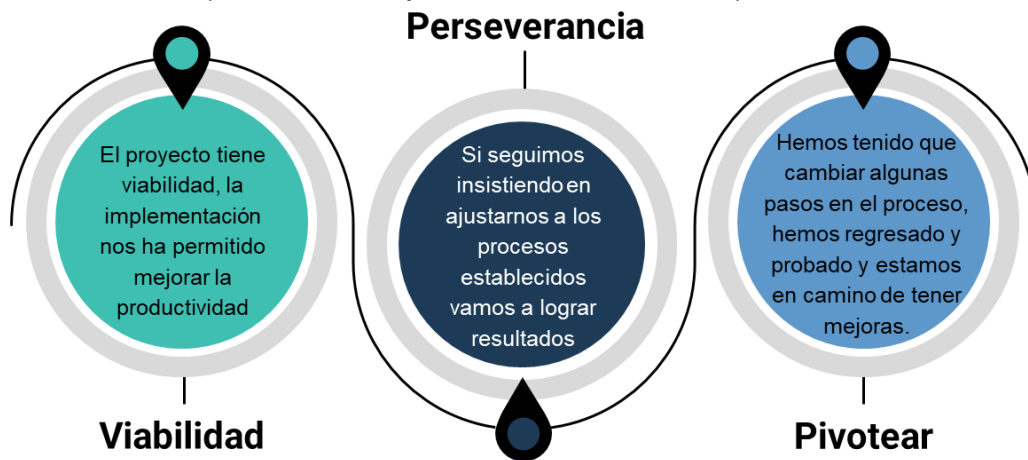 Perseverancia
El proyecto tiene
viabilidad, la
implementación
nos ha permitido
mejorar la
productividad
Viabilidad
Si seguimos
insistiendo en
ajustarnos a los
procesos
establecidos
vamos a lograr
resultados
Hemos tenido que
cambiar algunas
pasos en el proceso,
hemos regresado y
probado y estamos
en camino de tener
mejoras.
Pivotear